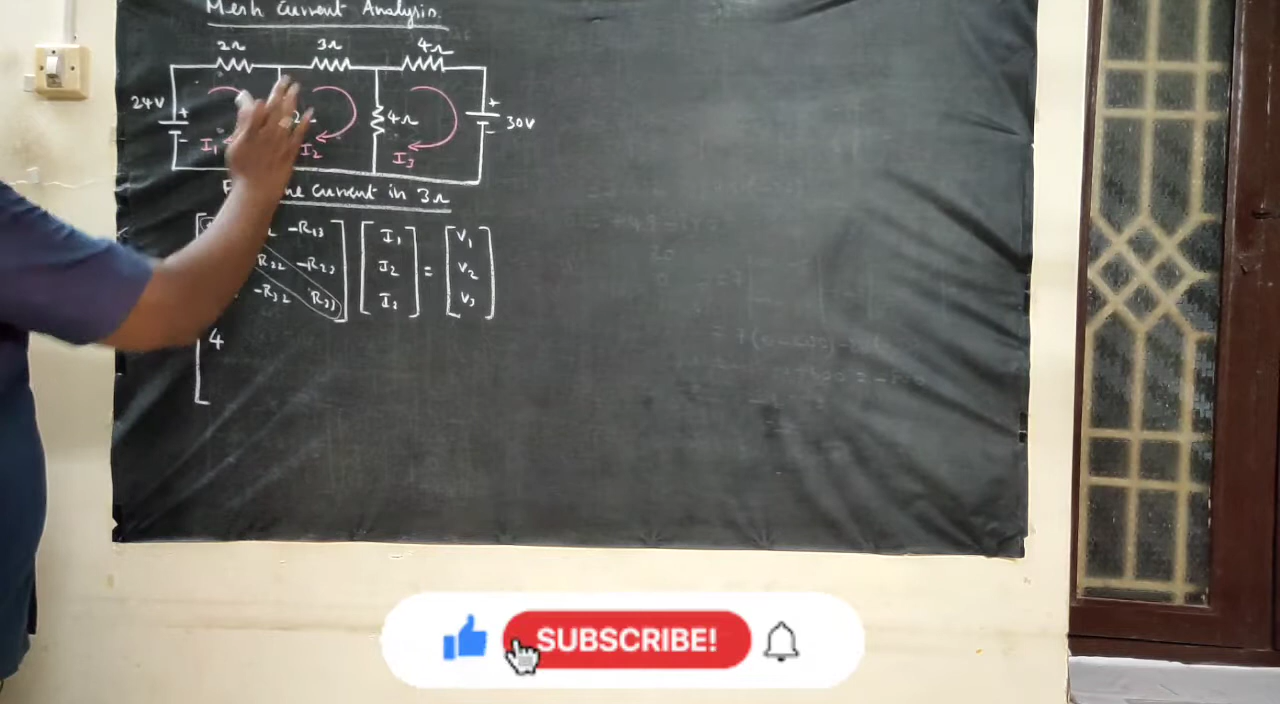 Mesh Current Analysis.
2Ω 3Ω 4Ω
24V + - 4Ω + - 30V
I₁ I₂ I₃
the current in 3Ω
-R₁₃ I₁ V₁
R₂₂ -R₂₃ I₂ = V₂
-R₃₂ R₃₃ I₃ V₃
4
SUBSCRIBE!